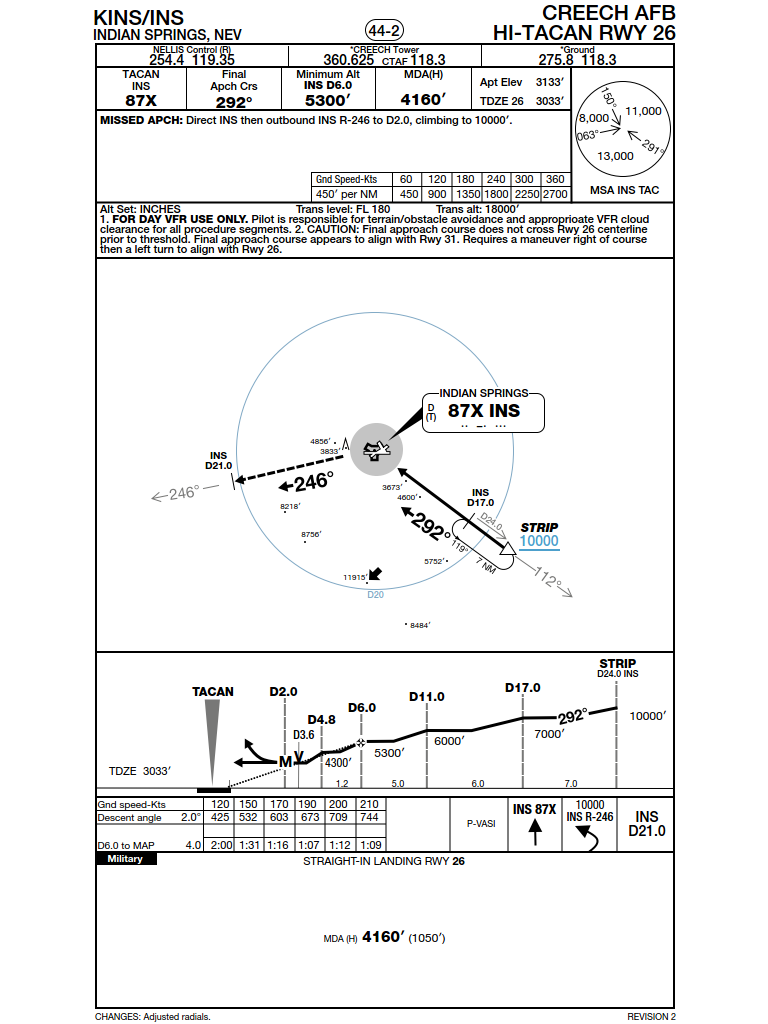 KINS/INS
INDIAN SPRINGS, NEV
44-2
CREECH AFB
HI-TACAN RWY 26
NELLIS Control (R)
254.4 119.35
*CREECH Tower
360.625 CTAF 118.3
*Ground
275.8 118.3
TACAN
INS
87X
Final
Apch Crs
292°
Minimum Alt
INS D6.0
5300′
MDA(H)
4160′
Apt Elev 3133′
TDZE 26 3033′
MISSED APCH: Direct INS then outbound INS R-246 to D2.0, climbing to 10000′.
Gnd Speed-Kts 60 120 180 240 300 360
450′ per NM 450 900 1350 1800 2250 2700
150°
11,000
8,000
063°
291°
13,000
MSA INS TAC
Alt Set: INCHES Trans level: FL 180 Trans alt: 18000′
1. FOR DAY VFR USE ONLY. Pilot is responsible for terrain/obstacle avoidance and approprioate VFR cloud
clearance for all procedure segments. 2. CAUTION: Final approach course does not cross Rwy 26 centerline
prior to threshold. Final approach course appears to align with Rwy 31. Requires a maneuver right of course
then a left turn to align with Rwy 26.
INDIAN SPRINGS
D
(T)
87X INS
4856′
3833′
INS
D21.0
246°
246°
8218′
8756′
3673′
4600′
INS
D17.0
D24.0
STRIP
10000
292°
119°
7 NM
112°
5752′
11915′
D20
8484′
STRIP
D24.0 INS
TACAN
D2.0
D17.0
D11.0
D6.0
D4.8
D3.6
292°
10000′
7000′
6000′
5300′
4300′
M
V
TDZE 3033′
1.2
5.0
6.0
7.0
Gnd speed-Kts 120 150 170 190 200 210
Descent angle 2.0° 425 532 603 673 709 744
D6.0 to MAP 4.0 2:00 1:31 1:16 1:07 1:12 1:09
P-VASI
INS 87X
10000
INS R-246
INS
D21.0
Military
STRAIGHT-IN LANDING RWY 26
MDA (H) 4160′ (1050′)
CHANGES: Adjusted radials.
REVISION 2